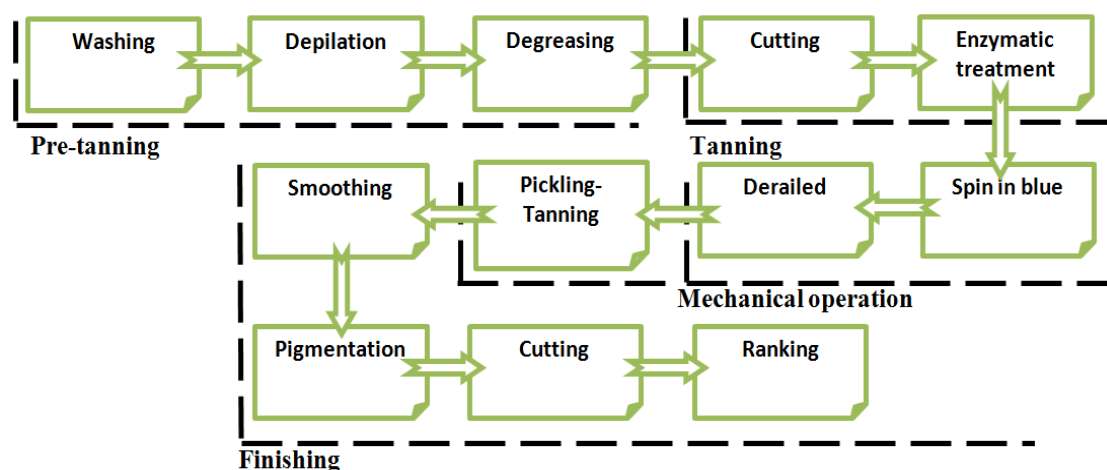 Washing
Depilation
Degreasing
Cutting
Enzymatic
treatment
Pre-tanning
Tanning
Smoothing
Pickling-
Tanning
Derailed
Spin in blue
Mechanical operation
Pigmentation
Cutting
Ranking
Finishing